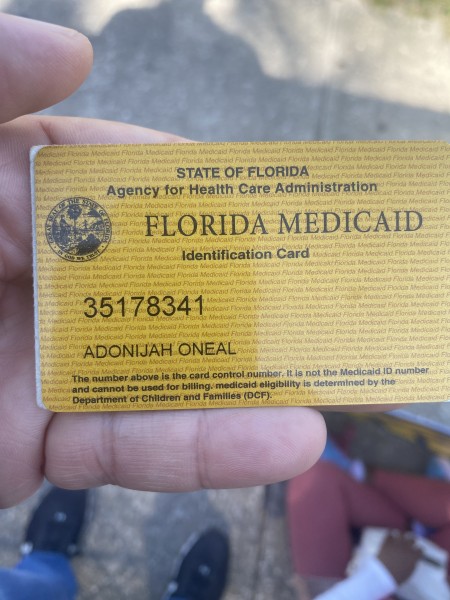 STATE OF FLORIDA
Agency for Health Care Administration
FLORIDA MEDICAID
Identification Card
35178341
ADONIJAH ONEAL
The number above is the card control number. It is not the Medicaid ID number
and cannot be used for billing. medicaid eligibility is determined by the
Department of Children and Families (DCF).